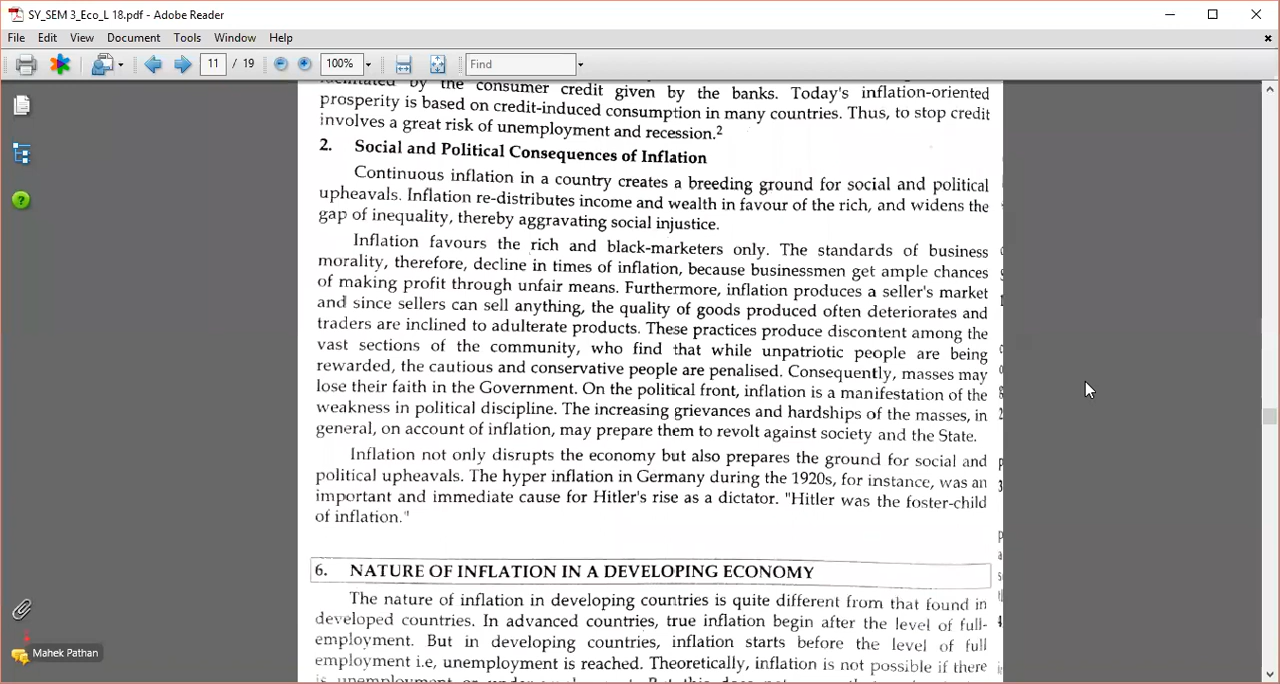 SY_SEM 3_Eco_L 18.pdf - Adobe Reader
File Edit View Document Tools Window Help
11 / 19 100% Find
facilitated by the consumer credit given by the banks. Today's inflation-oriented
prosperity is based on credit-induced consumption in many countries. Thus, to stop credit
involves a great risk of unemployment and recession.2
2. Social and Political Consequences of Inflation
Continuous inflation in a country creates a breeding ground for social and political
upheavals. Inflation re-distributes income and wealth in favour of the rich, and widens the
gap of inequality, thereby aggravating social injustice.
Inflation favours the rich and black-marketers only. The standards of business
morality, therefore, decline in times of inflation, because businessmen get ample chances
of making profit through unfair means. Furthermore, inflation produces a seller's market
and since sellers can sell anything, the quality of goods produced often deteriorates and
traders are inclined to adulterate products. These practices produce discontent among the
vast sections of the community, who find that while unpatriotic people are being
rewarded, the cautious and conservative people are penalised. Consequently, masses may
lose their faith in the Government. On the political front, inflation is a manifestation of the
weakness in political discipline. The increasing grievances and hardships of the masses, in
general, on account of inflation, may prepare them to revolt against society and the State.
Inflation not only disrupts the economy but also prepares the ground for social and
political upheavals. The hyper inflation in Germany during the 1920s, for instance, was an
important and immediate cause for Hitler's rise as a dictator. "Hitler was the foster-child
of inflation."
6. NATURE OF INFLATION IN A DEVELOPING ECONOMY
The nature of inflation in developing countries is quite different from that found in
developed countries. In advanced countries, true inflation begin after the level of full-
employment. But in developing countries, inflation starts before the level of full
employment i.e, unemployment is reached. Theoretically, inflation is not possible if there
is unemployment or
Mahek Pathan